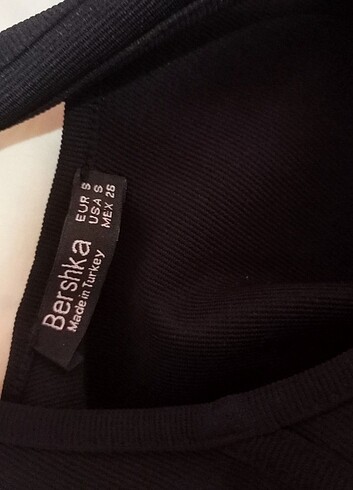 Bershka
Made in Turkey
EUR S
USA S
MEX 26